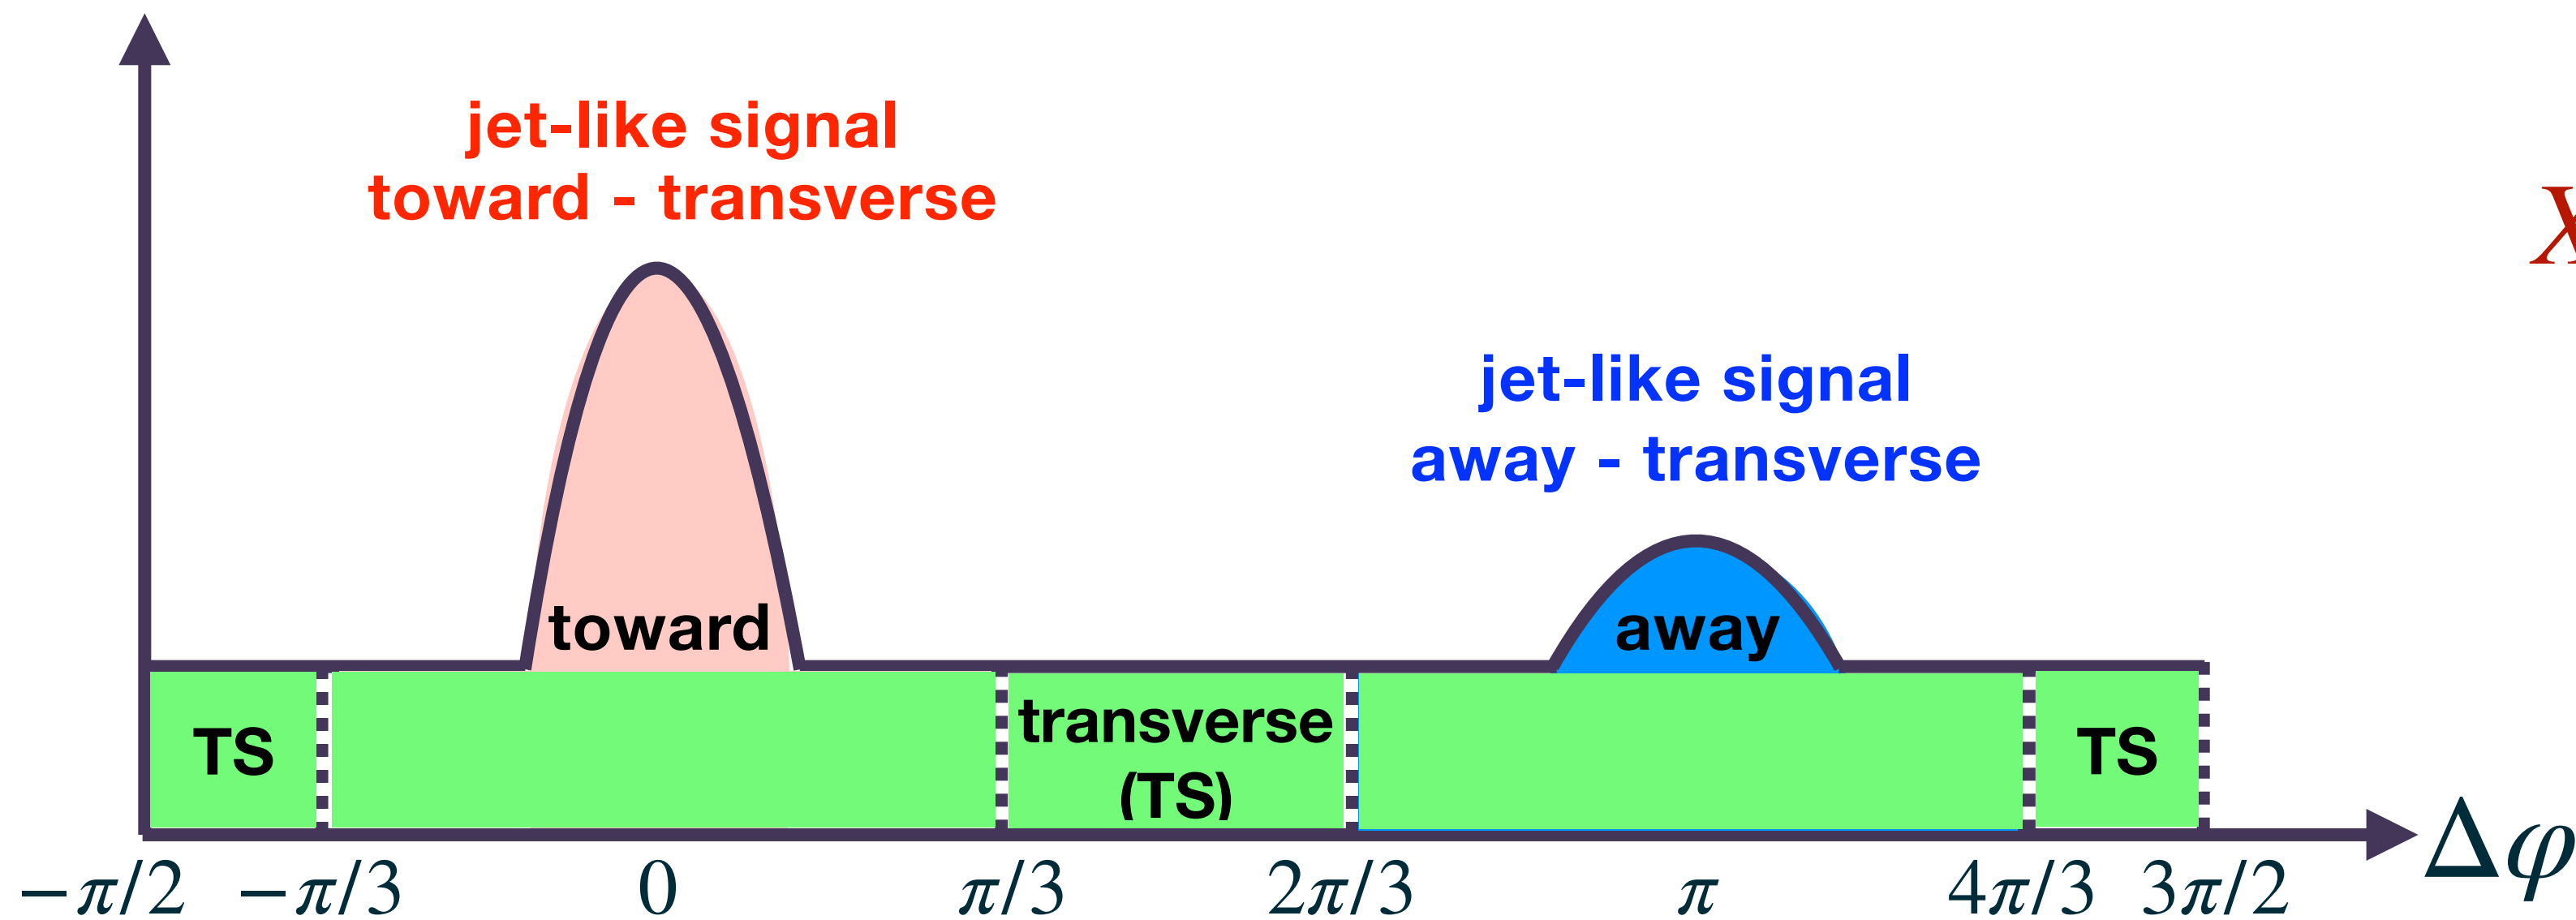 jet-like signal
toward - transverse
X
jet-like signal
away - transverse
toward
away
TS
transverse
(TS)
TS
−π/2
−π/3
0
π/3
2π/3
π
4π/3
3π/2
Δφ